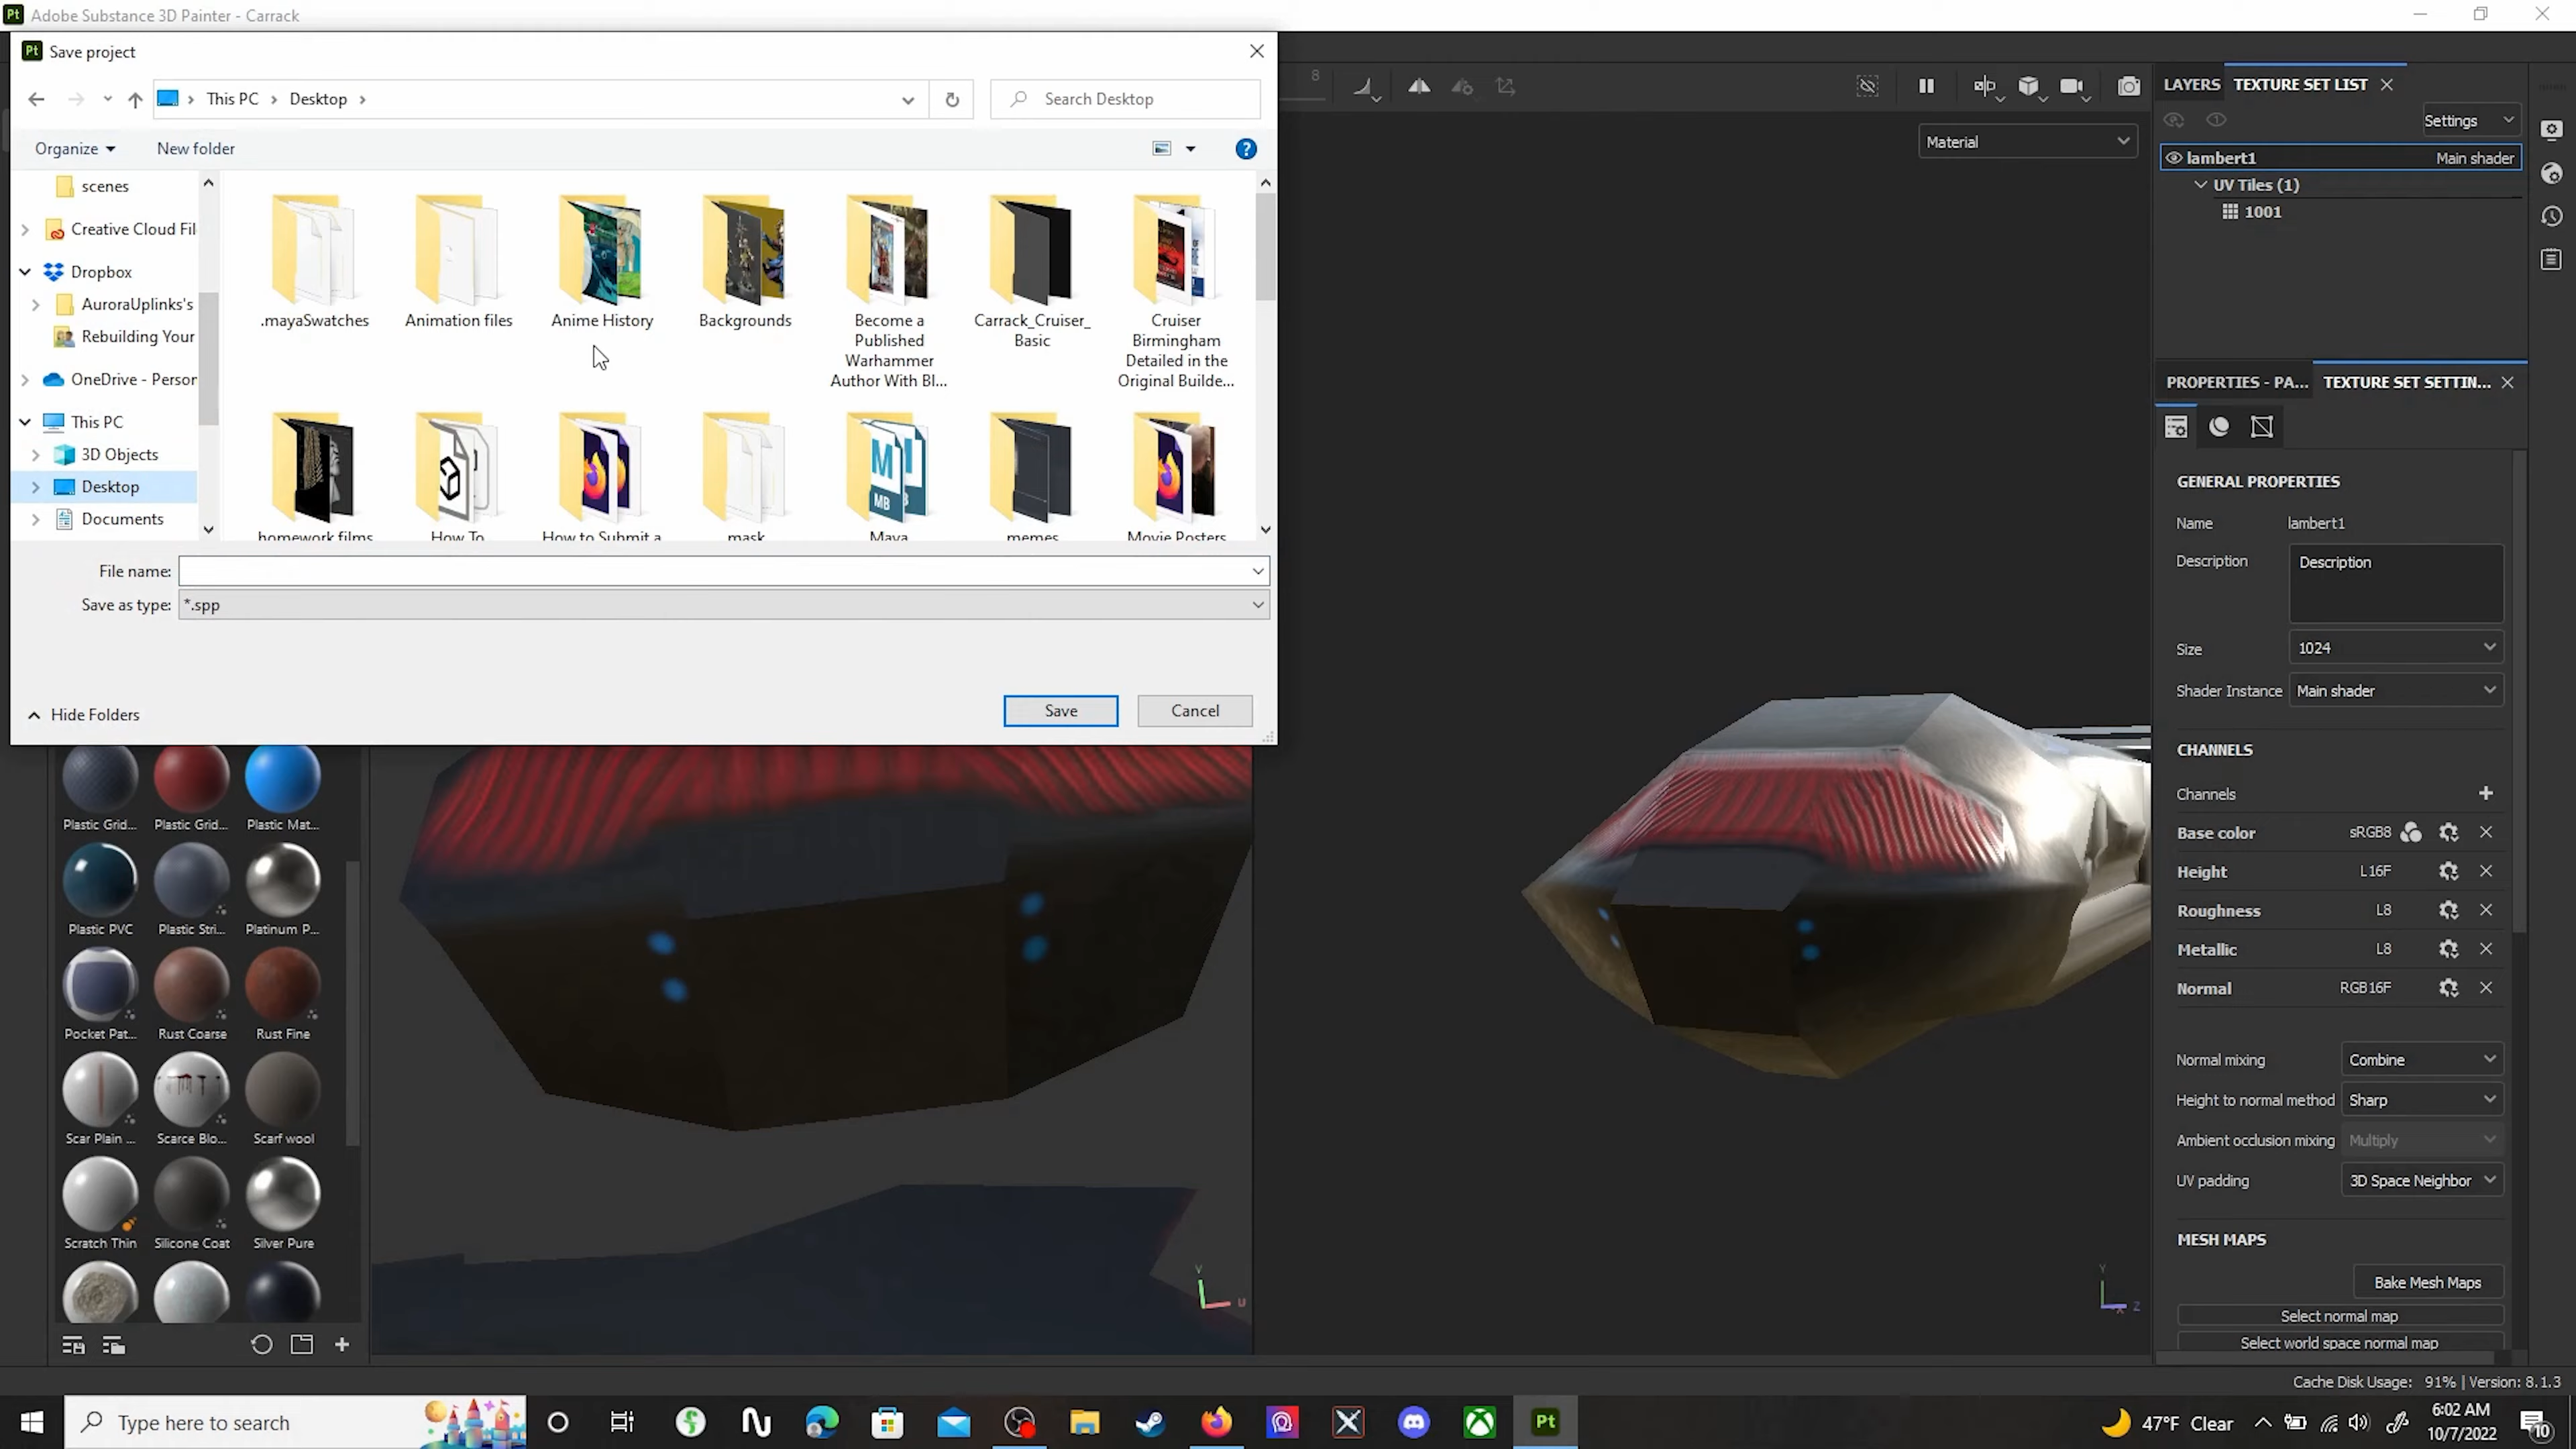 Pt Adobe Substance 3D Painter - Carrack
Pt Save project
This PC
Desktop
Search Desktop
Organize
New folder
?
scenes
Creative Cloud Fil
Dropbox
AuroraUplinks's
Rebuilding Your
OneDrive - Person
This PC
3D Objects
Desktop
Documents
.mayaSwatches
Animation files
Anime History
Backgrounds
Become a
Published
Warhammer
Author With Bl...
Carrack_Cruiser_
Basic
Cruiser
Birmingham
Detailed in the
Original Builde...
homework films
How To
How to Submit a
mask
M
MB
Maya
memes
Movie Posters
File name:
Save as type: *.spp
Hide Folders
Save
Cancel
8
Material
LAYERS
TEXTURE SET LIST
Settings
lambert1
Main shader
UV Tiles (1)
1001
PROPERTIES - PA...
TEXTURE SET SETTIN...
GENERAL PROPERTIES
Name lambert1
Description Description
Size 1024
Shader Instance Main shader
CHANNELS
Channels
Base color sRGB8
Height L16F
Roughness L8
Metallic L8
Normal RGB16F
Normal mixing Combine
Height to normal method Sharp
Ambient occlusion mixing Multiply
UV padding 3D Space Neighbor
MESH MAPS
Bake Mesh Maps
Select normal map
Select world space normal map
Plastic Grid... Plastic Grid... Plastic Mat...
Plastic PVC Plastic Stri... Platinum P...
Pocket Pat... Rust Coarse Rust Fine
Scar Plain ... Scarce Blo... Scarf wool
Scratch Thin Silicone Coat Silver Pure
V
U
Y
Z
Cache Disk Usage: 91% | Version: 8.1.3
Type here to search
Pt
47°F Clear
6:02 AM
10/7/2022
10